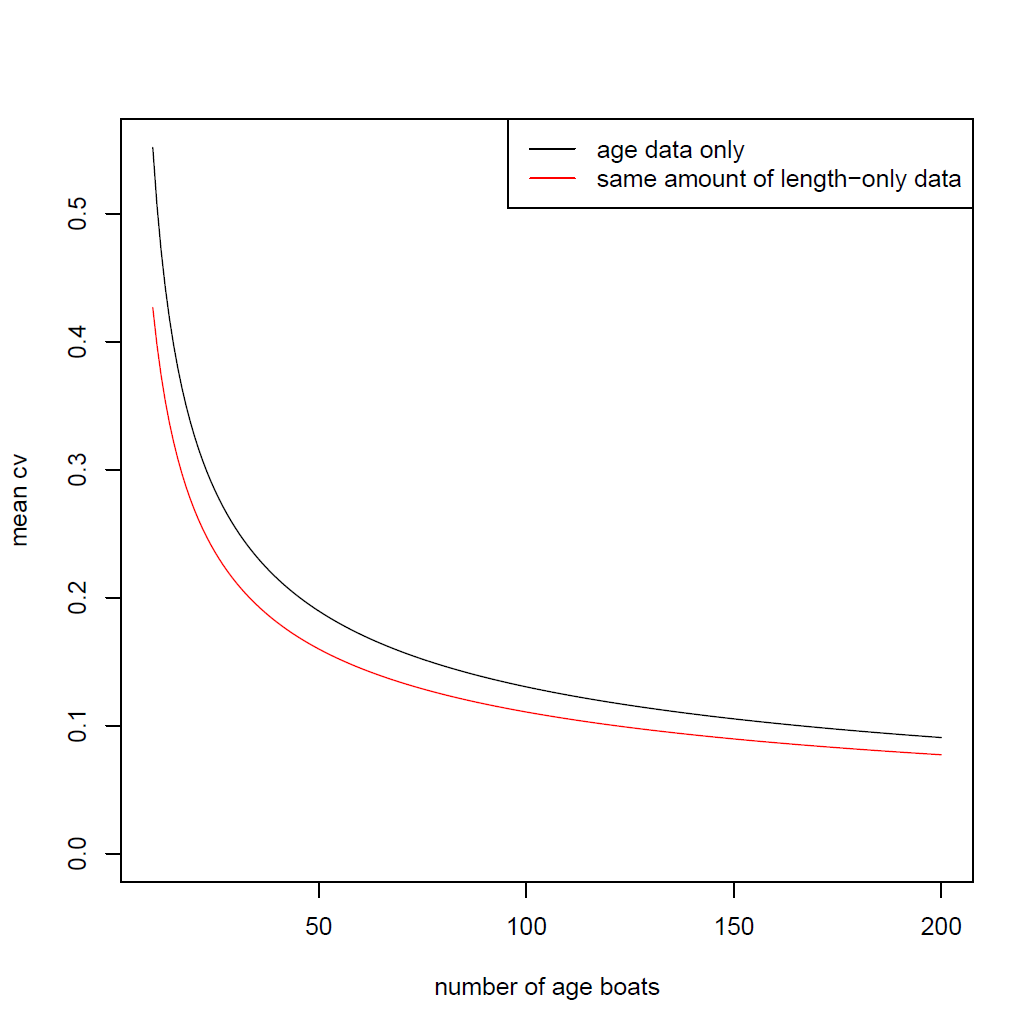 age data only
same amount of length−only data
0.5
0.4
0.3
0.2
0.1
0.0
mean cv
50 100 150 200
number of age boats